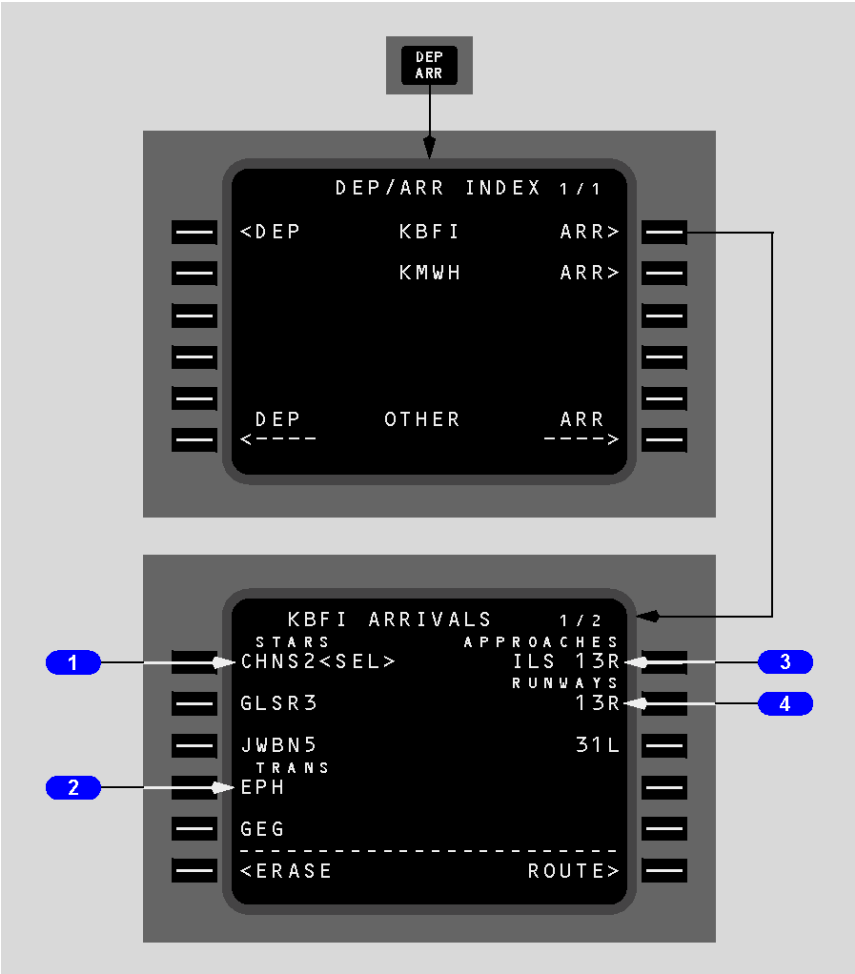 DEP
ARR
DEP/ARR INDEX 1/1
<DEP KBFI ARR>
KMWH ARR>
DEP OTHER ARR
<---- ---->
KBFI ARRIVALS 1/2
STARS APPROACHES
1 CHNS2<SEL> ILS 13R 3
RUNWAYS
GLSR3 13R 4
JWBN5 31L
TRANS
2 EPH
GEG
--------------------------
<ERASE ROUTE>